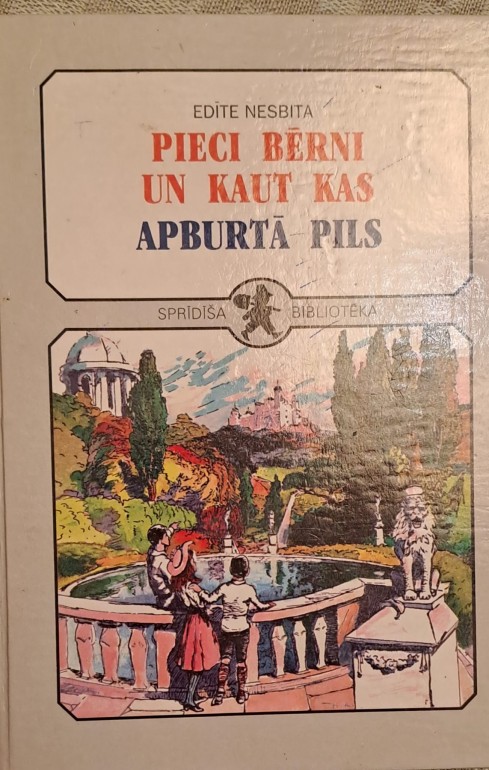 EDĪTE NESBITA
PIECI BĒRNI
UN KAUT KAS
APBURTĀ PILS
SPRĪDĪŠA BIBLIOTĒKA